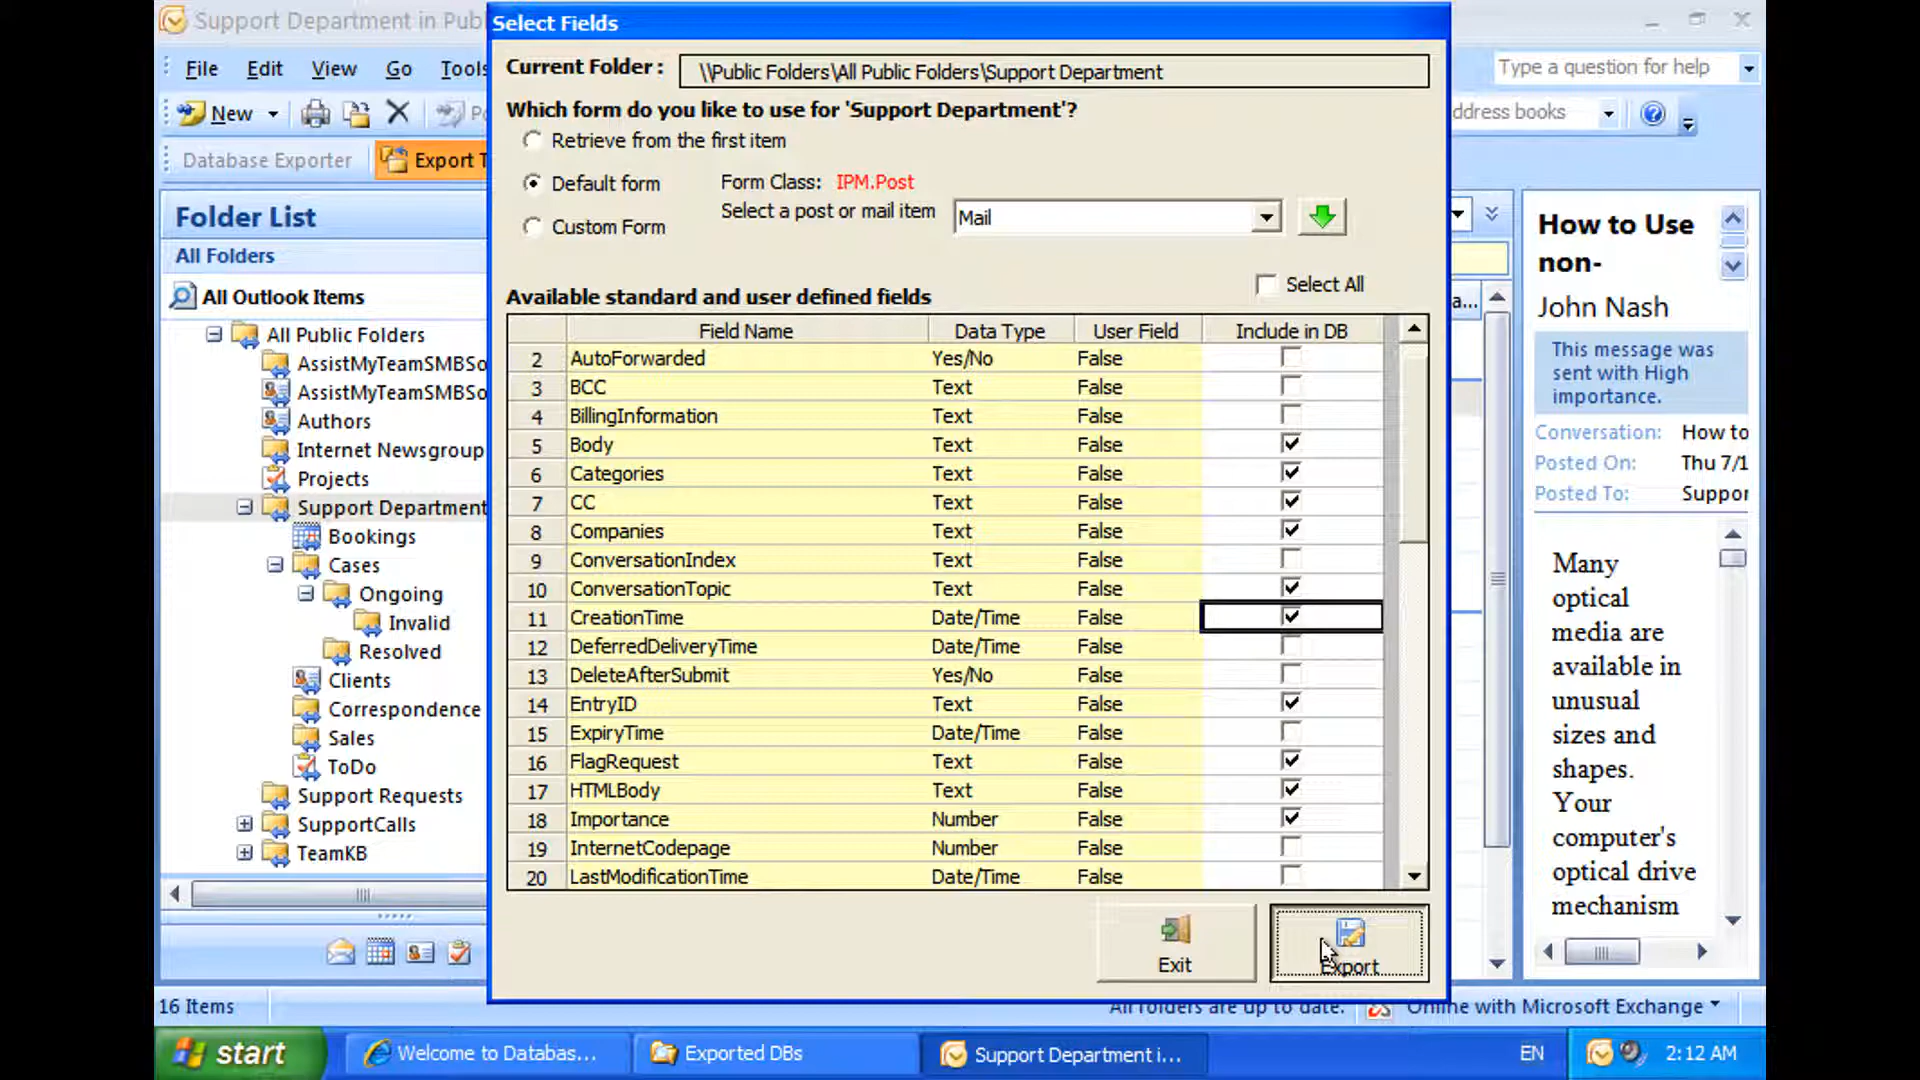 Support Department in Pub
File Edit View Go Tools
New
Database Exporter Export T
Folder List
All Folders
All Outlook Items
All Public Folders
AssistMyTeamSMBSo
AssistMyTeamSMBSo
Authors
Internet Newsgroup
Projects
Support Department
Bookings
Cases
Ongoing
Invalid
Resolved
Clients
Correspondence
Sales
ToDo
Support Requests
SupportCalls
TeamKB
16 Items
Select Fields
Current Folder : \\Public Folders\All Public Folders\Support Department
Which form do you like to use for 'Support Department'?
Retrieve from the first item
Default form
Custom Form
Form Class: IPM.Post
Select a post or mail item Mail
Select All
Available standard and user defined fields
Field Name Data Type User Field Include in DB
2 AutoForwarded Yes/No False
3 BCC Text False
4 BillingInformation Text False
5 Body Text False
6 Categories Text False
7 CC Text False
8 Companies Text False
9 ConversationIndex Text False
10 ConversationTopic Text False
11 CreationTime Date/Time False
12 DeferredDeliveryTime Date/Time False
13 DeleteAfterSubmit Yes/No False
14 EntryID Text False
15 ExpiryTime Date/Time False
16 FlagRequest Text False
17 HTMLBody Text False
18 Importance Number False
19 InternetCodepage Number False
20 LastModificationTime Date/Time False
Exit
Export
Type a question for help
ddress books
a...
How to Use
non-
John Nash
This message was
sent with High
importance.
Conversation: How to
Posted On: Thu 7/1
Posted To: Suppor
Many
optical
media are
available in
unusual
sizes and
shapes.
Your
computer's
optical drive
mechanism
All folders are up to date. Online with Microsoft Exchange
start
Welcome to Databas...
Exported DBs
Support Department i...
EN
2:12 AM